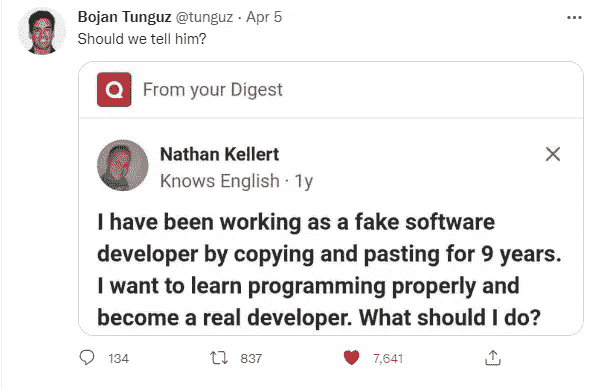 Bojan Tunguz @tunguz · Apr 5
Should we tell him?
Q From your Digest
Nathan Kellert
Knows English · 1y
I have been working as a fake software
developer by copying and pasting for 9 years.
I want to learn programming properly and
become a real developer. What should I do?
134 837 7,641